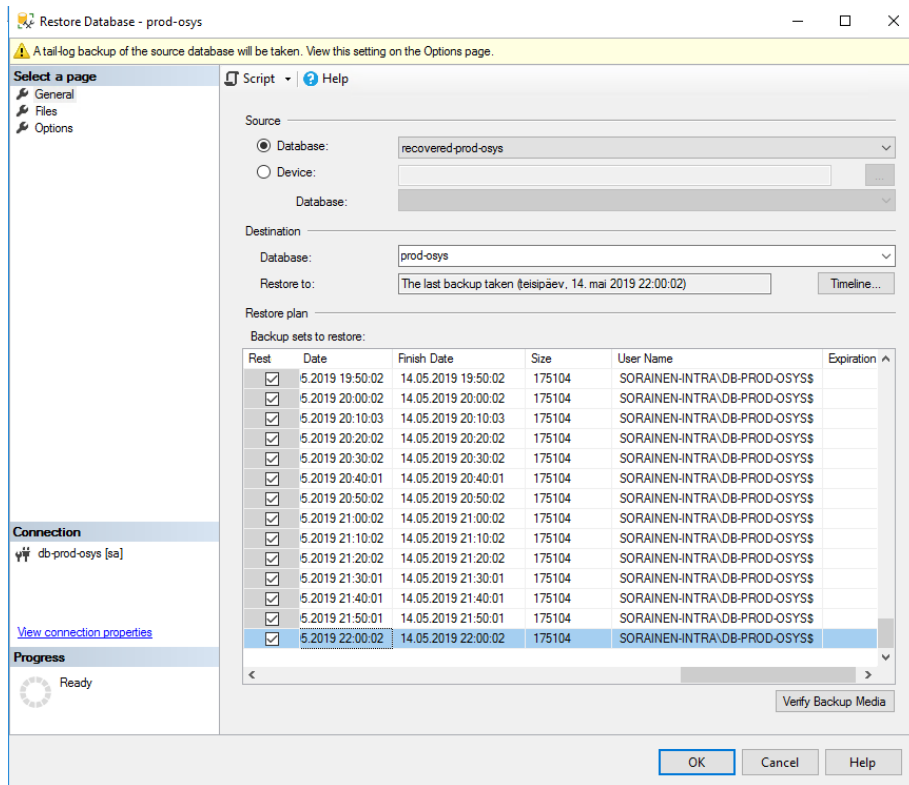 Restore Database - prod-osys
A tail-log backup of the source database will be taken. View this setting on the Options page.
Select a page
General
Files
Options
Script Help
Source
Database: recovered-prod-osys
Device: ...
Database:
Destination
Database: prod-osys
Restore to: The last backup taken (teisipäev, 14. mai 2019 22:00:02) Timeline...
Restore plan
Backup sets to restore:
Rest Date Finish Date Size User Name Expiration
5.2019 19:50:02 14.05.2019 19:50:02 175104 SORAINEN-INTRA\DB-PROD-OSYS$
5.2019 20:00:02 14.05.2019 20:00:02 175104 SORAINEN-INTRA\DB-PROD-OSYS$
5.2019 20:10:03 14.05.2019 20:10:03 175104 SORAINEN-INTRA\DB-PROD-OSYS$
5.2019 20:20:02 14.05.2019 20:20:02 175104 SORAINEN-INTRA\DB-PROD-OSYS$
5.2019 20:30:02 14.05.2019 20:30:02 175104 SORAINEN-INTRA\DB-PROD-OSYS$
5.2019 20:40:01 14.05.2019 20:40:01 175104 SORAINEN-INTRA\DB-PROD-OSYS$
5.2019 20:50:02 14.05.2019 20:50:02 175104 SORAINEN-INTRA\DB-PROD-OSYS$
5.2019 21:00:02 14.05.2019 21:00:02 175104 SORAINEN-INTRA\DB-PROD-OSYS$
5.2019 21:10:02 14.05.2019 21:10:02 175104 SORAINEN-INTRA\DB-PROD-OSYS$
5.2019 21:20:02 14.05.2019 21:20:02 175104 SORAINEN-INTRA\DB-PROD-OSYS$
5.2019 21:30:01 14.05.2019 21:30:01 175104 SORAINEN-INTRA\DB-PROD-OSYS$
5.2019 21:40:01 14.05.2019 21:40:01 175104 SORAINEN-INTRA\DB-PROD-OSYS$
5.2019 21:50:01 14.05.2019 21:50:01 175104 SORAINEN-INTRA\DB-PROD-OSYS$
5.2019 22:00:02 14.05.2019 22:00:02 175104 SORAINEN-INTRA\DB-PROD-OSYS$
Connection
db-prod-osys [sa]
View connection properties
Progress
Ready
Verify Backup Media
OK Cancel Help